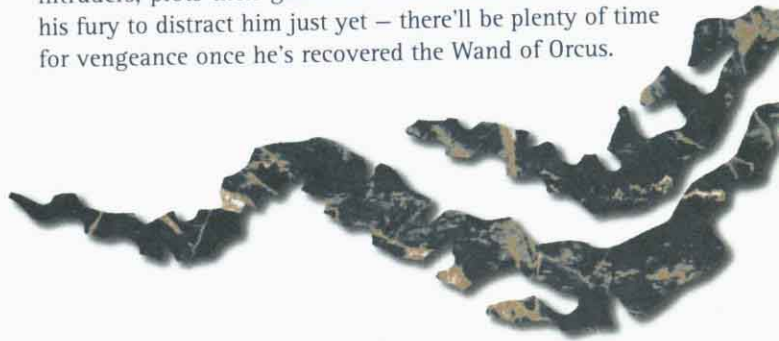 his fury to distract him just yet – there'll be plenty of time
for vengeance once he's recovered the Wand of Orcus.